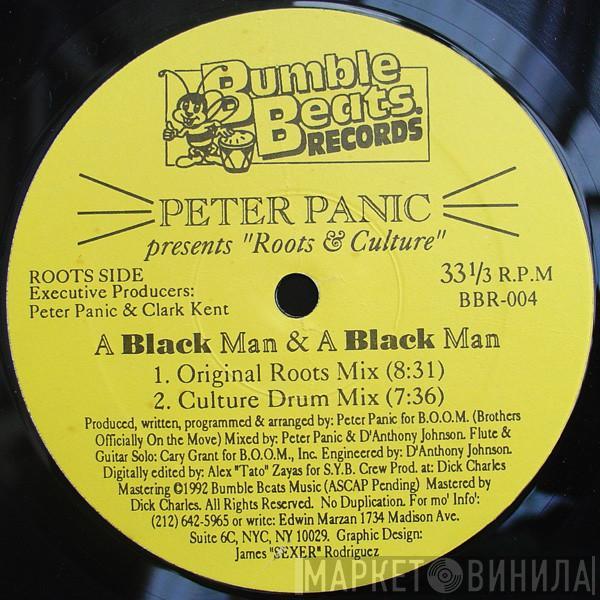 Bumble
Beats.
RECORDS
PETER PANIC
presents "Roots & Culture"
ROOTS SIDE
Executive Producers:
Peter Panic & Clark Kent
33 1/3 R.P.M
BBR-004
A Black Man & A Black Man
1. Original Roots Mix (8:31)
2. Culture Drum Mix (7:36)
Produced, written, programmed & arranged by: Peter Panic for B.O.O.M. (Brothers
Officially On the Move) Mixed by: Peter Panic & D'Anthony Johnson. Flute &
Guitar Solo: Cary Grant for B.O.O.M., Inc. Engineered by: D'Anthony Johnson.
Digitally edited by: Alex "Tato" Zayas for S.Y.B. Crew Prod. at: Dick Charles
Mastering ©1992 Bumble Beats Music (ASCAP Pending) Mastered by
Dick Charles. All Rights Reserved. No Duplication. For mo' Info':
(212) 642-5965 or write: Edwin Marzan 1734 Madison Ave.
Suite 6C, NYC, NY 10029. Graphic Design:
James "SEXER" Rodriguez
МАРКЕТ ВИНИЛА